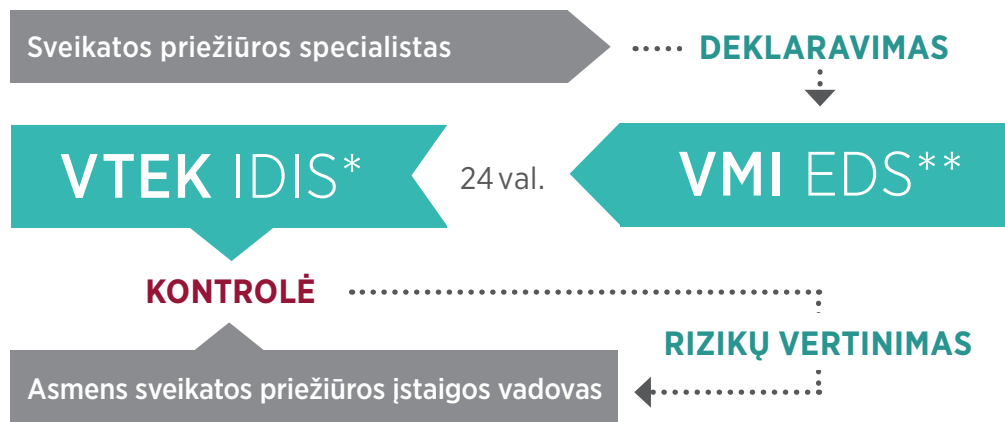 Sveikatos priežiūros specialistas
DEKLARAVIMAS
VTEK IDIS*
24 val.
VMI EDS**
KONTROLĖ
RIZIKŲ VERTINIMAS
Asmens sveikatos priežiūros įstaigos vadovas